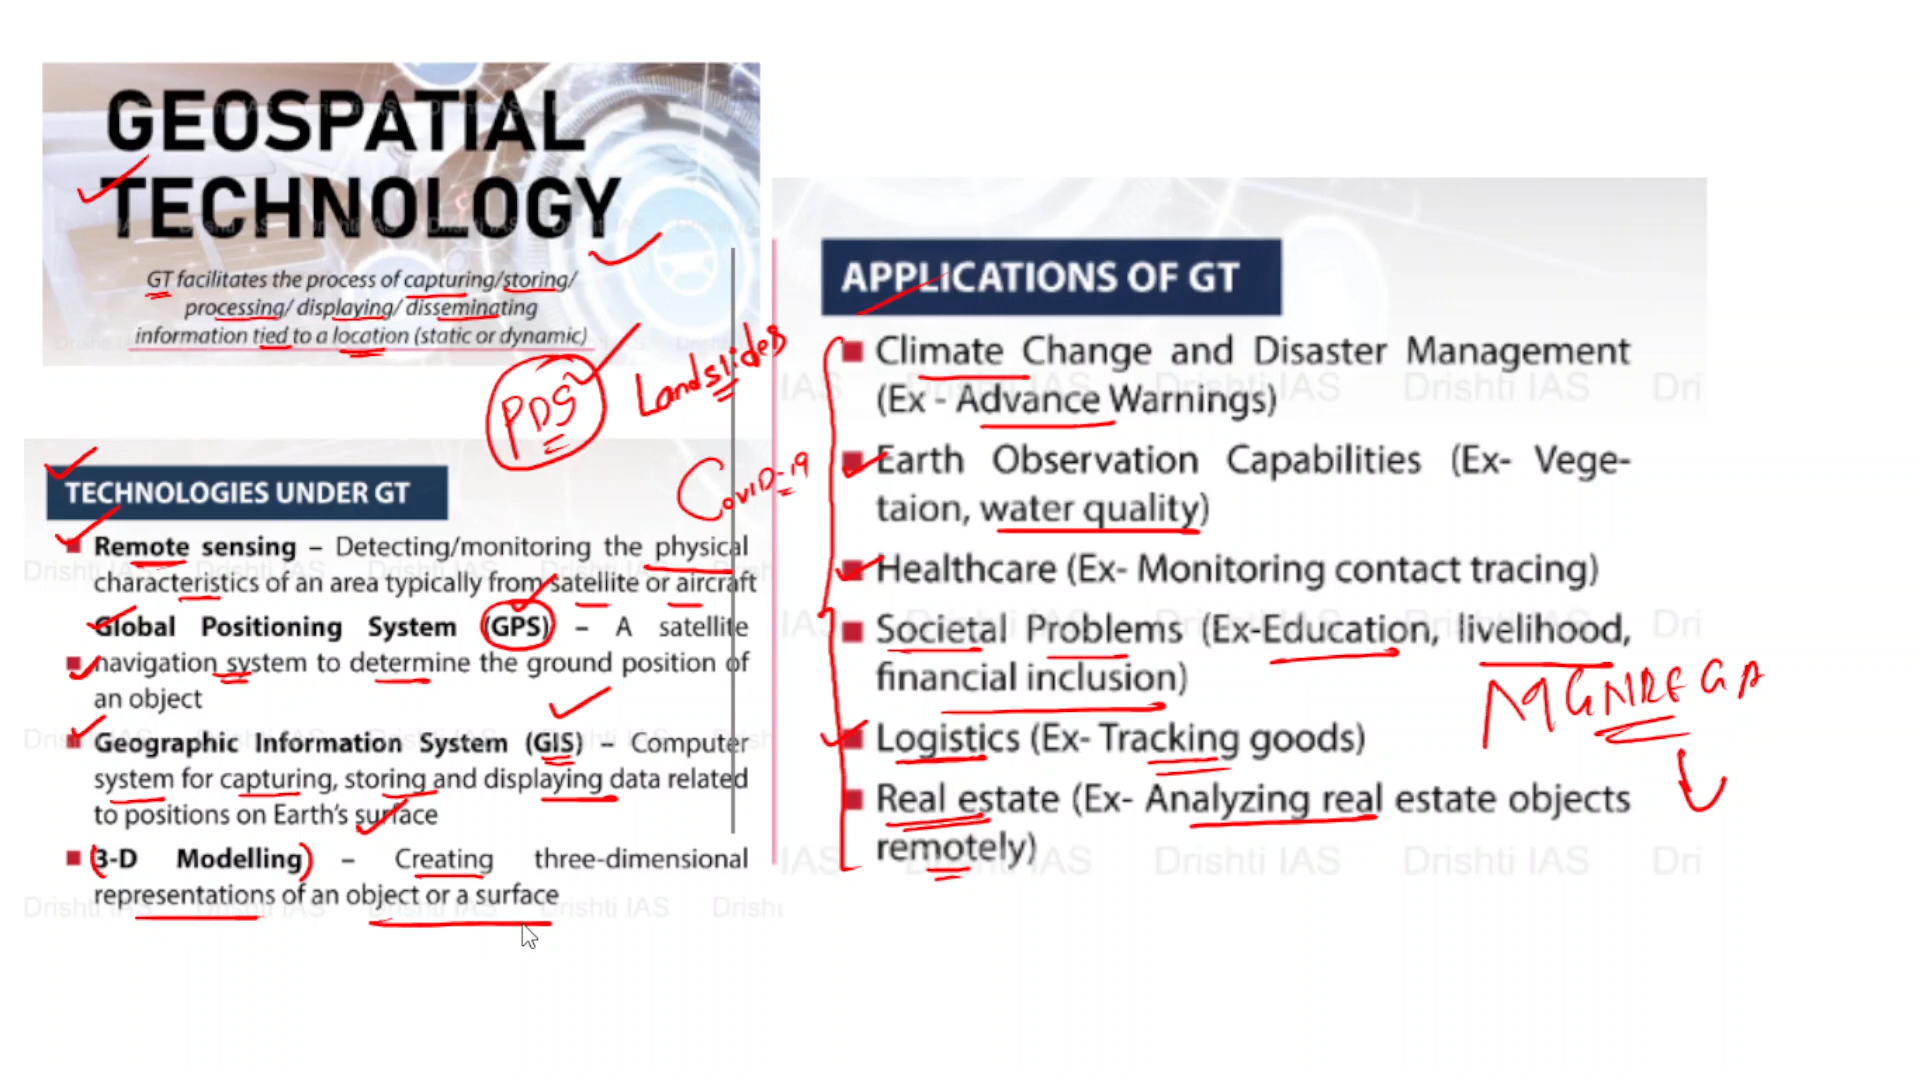 GEOSPATIAL
TECHNOLOGY
GT facilitates the process of capturing/storing/
processing/ displaying/ disseminating
information tied to a location (static or dynamic)
PDS
Landslides
Covid-19
TECHNOLOGIES UNDER GT
Remote sensing – Detecting/monitoring the physical
characteristics of an area typically from satellite or aircraft
Global Positioning System (GPS) – A satellite
navigation system to determine the ground position of
an object
Geographic Information System (GIS) – Computer
system for capturing, storing and displaying data related
to positions on Earth's surface
3-D Modelling – Creating three-dimensional
representations of an object or a surface
APPLICATIONS OF GT
Climate Change and Disaster Management
(Ex - Advance Warnings)
Earth Observation Capabilities (Ex- Vege-
taion, water quality)
Healthcare (Ex- Monitoring contact tracing)
Societal Problems (Ex-Education, livelihood,
financial inclusion)
MGNREGA
Logistics (Ex- Tracking goods)
Real estate (Ex- Analyzing real estate objects
remotely)
Drishti IAS